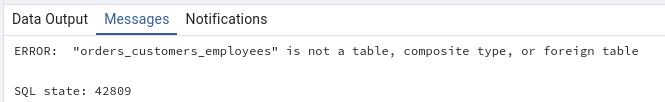 Data Output Messages Notifications
ERROR:  "orders_customers_employees" is not a table, composite type, or foreign table
SQL state: 42809